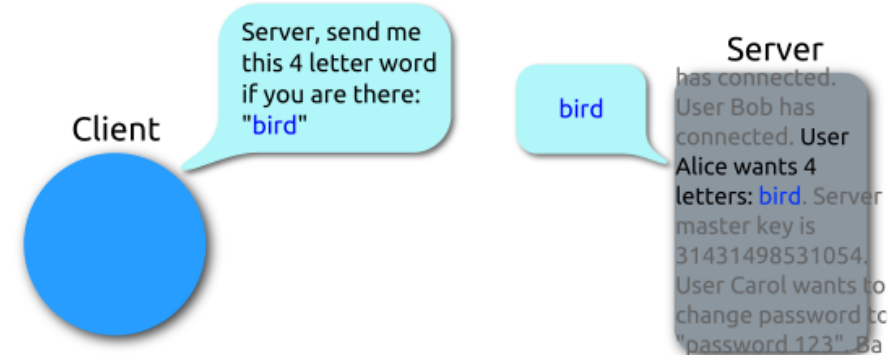 Server, send me
this 4 letter word
if you are there:
"bird"
Client
bird
Server
has connected.
User Bob has
connected. User
Alice wants 4
letters: bird. Server
master key is
31431498531054.
User Carol wants to
change password to
"password 123". Ba